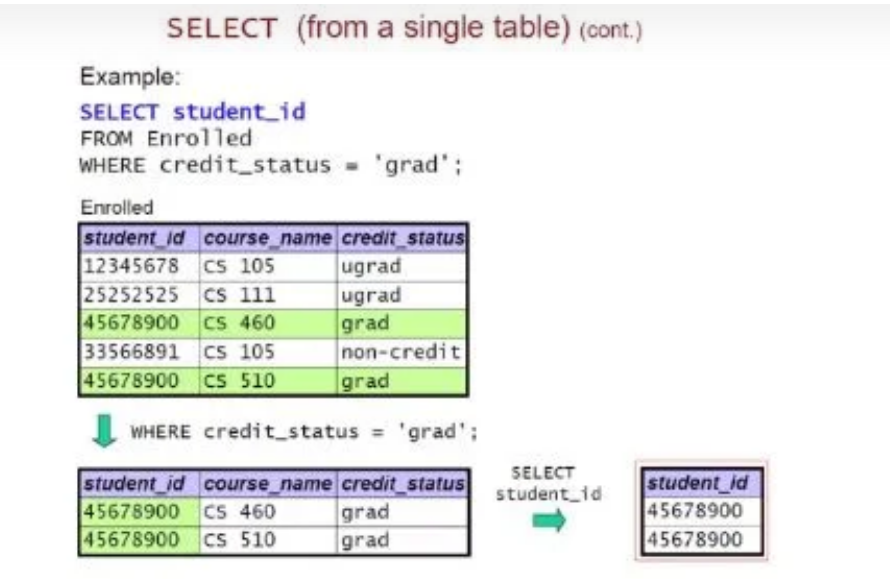 SELECT (from a single table) (cont.)
Example:
SELECT student_id
FROM Enrolled
WHERE credit_status = 'grad';
Enrolled
student_id course_name credit_status
12345678 CS 105 ugrad
25252525 CS 111 ugrad
45678900 CS 460 grad
33566891 CS 105 non-credit
45678900 CS 510 grad
WHERE credit_status = 'grad';
student_id course_name credit_status
45678900 CS 460 grad
45678900 CS 510 grad
SELECT
student_id
student_id
45678900
45678900